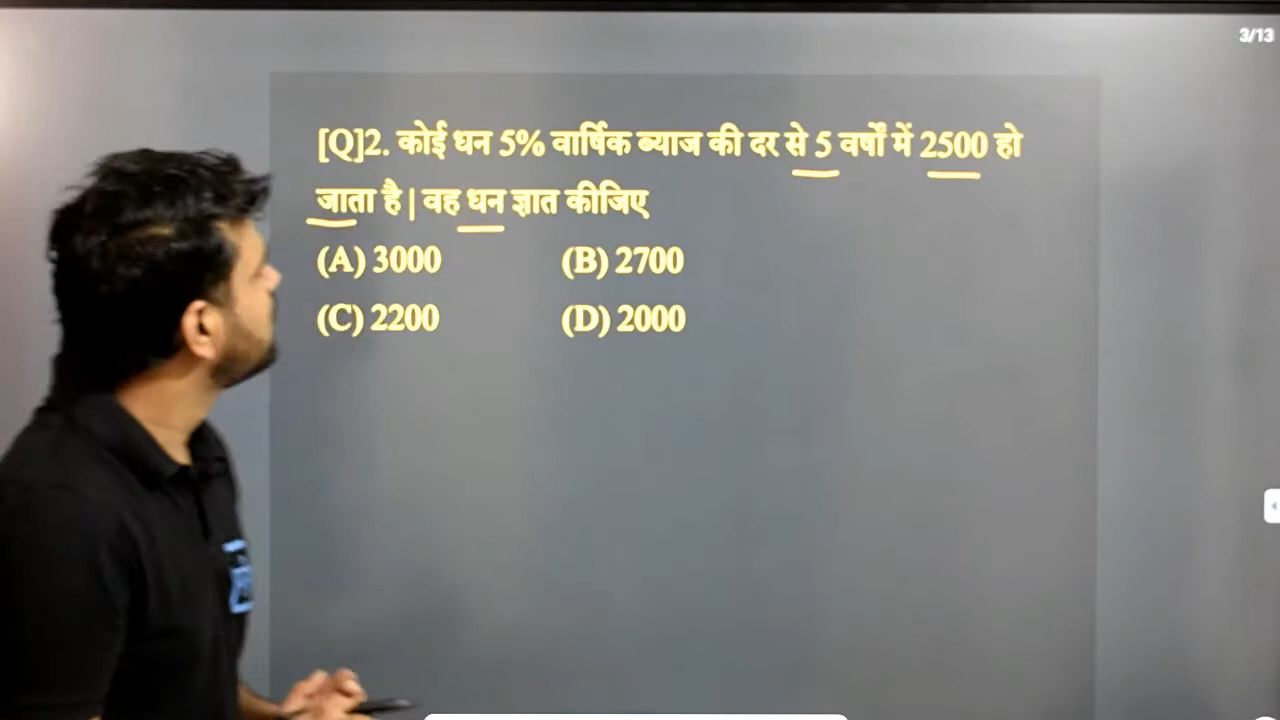 3/13
[Q]2. कोई धन 5% वार्षिक ब्याज की दर से 5 वर्षों में 2500 हो
जाता है | वह धन ज्ञात कीजिए
(A) 3000 (B) 2700
(C) 2200 (D) 2000